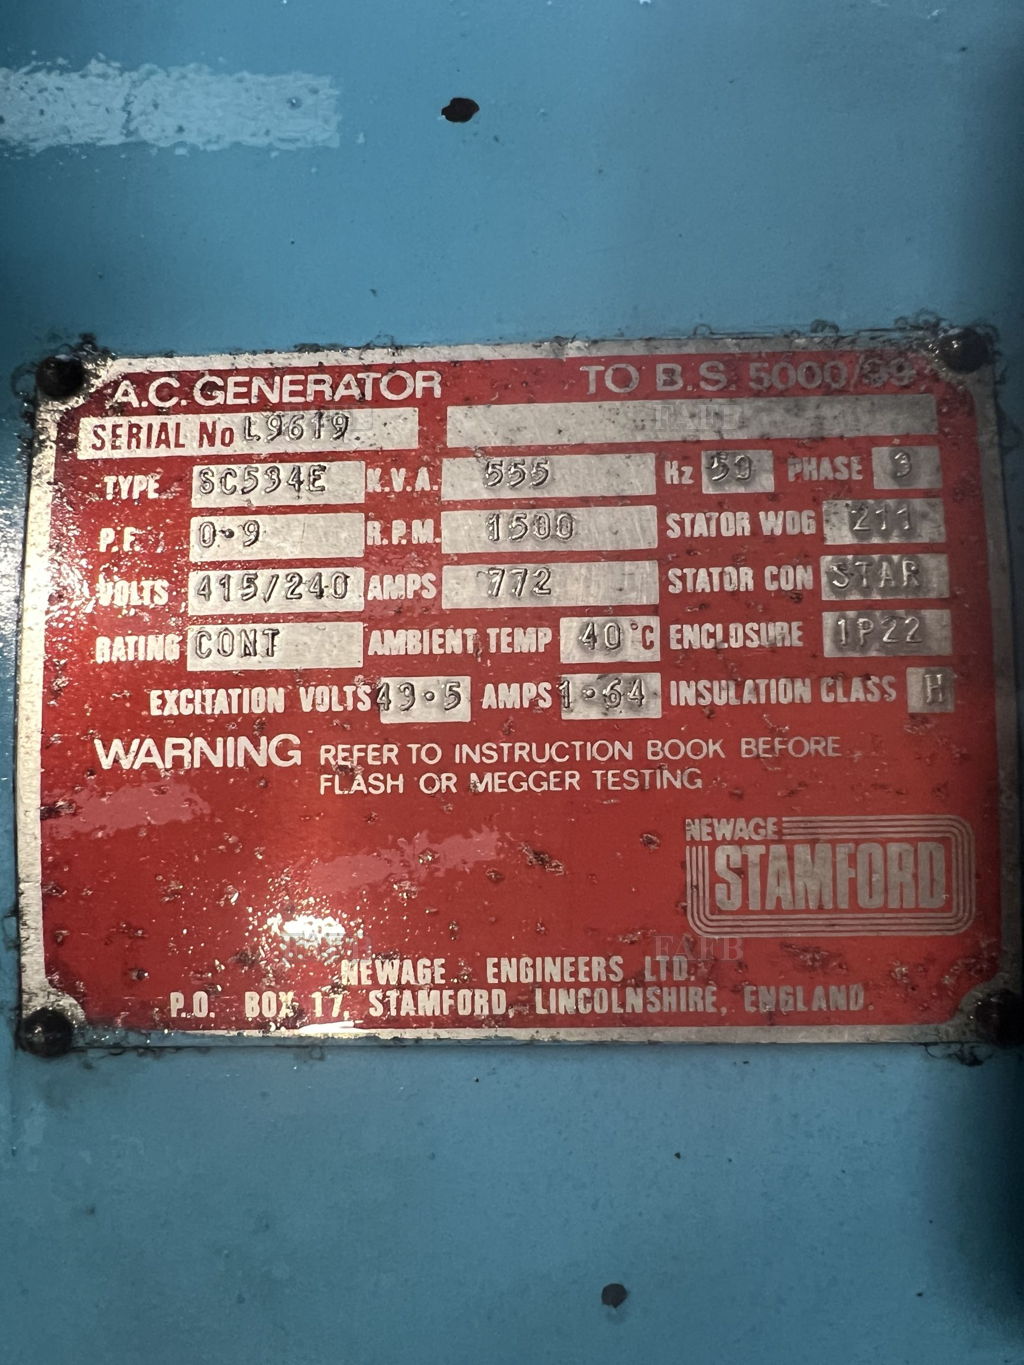 A.C. GENERATOR TO B.S. 5000/99
SERIAL No L9619
TYPE SC534E K.V.A. 555 Hz 50 PHASE 3
P.F. 0.9 R.P.M. 1500 STATOR WDG 211
VOLTS 415/240 AMPS 772 STATOR CON STAR
RATING CONT AMBIENT TEMP 40°C ENCLOSURE IP22
EXCITATION VOLTS 49.5 AMPS 1.64 INSULATION CLASS H
WARNING REFER TO INSTRUCTION BOOK BEFORE
FLASH OR MEGGER TESTING
NEWAGE
STAMFORD
FAFB
NEWAGE ENGINEERS LTD.
P.O. BOX 17, STAMFORD, LINCOLNSHIRE, ENGLAND.